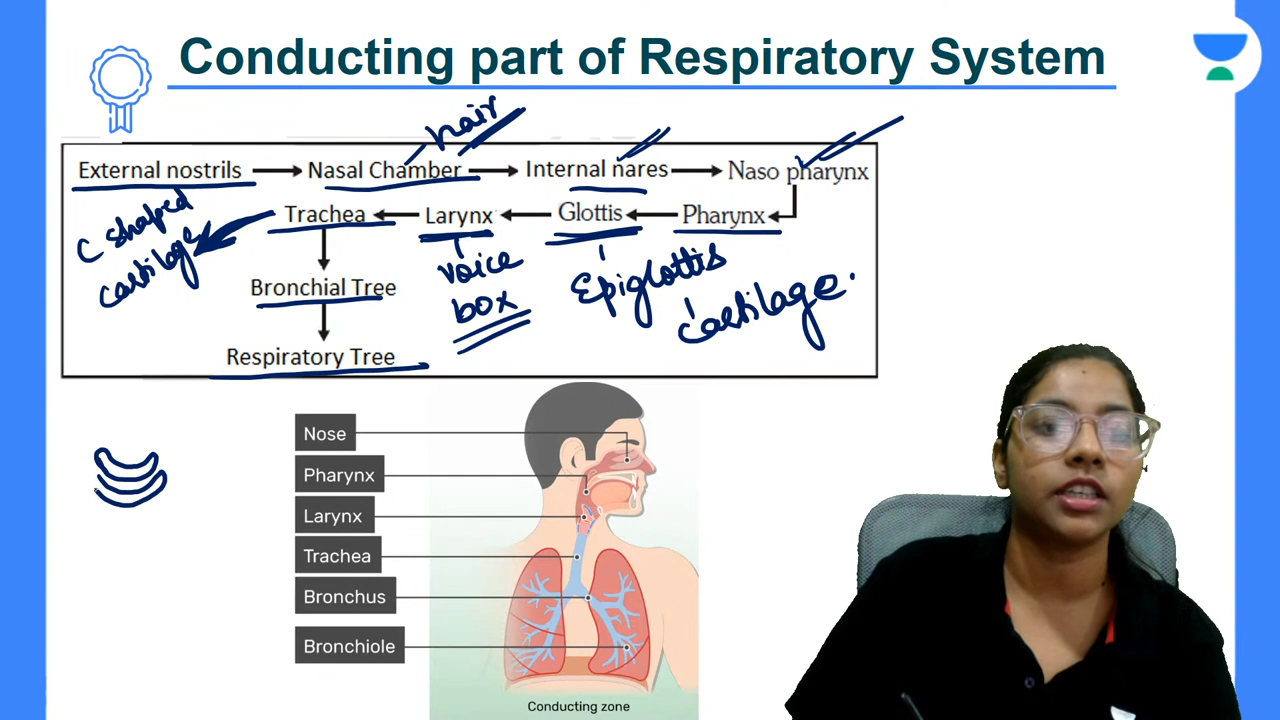 Conducting part of Respiratory System
hair
External nostrils → Nasal Chamber → Internal nares → Naso pharynx
Trachea ← Larynx ← Glottis ← Pharynx
C shaped
cartilage
voice
box
Epiglottis
cartilage.
Bronchial Tree
Respiratory Tree
Nose
Pharynx
Larynx
Trachea
Bronchus
Bronchiole
Conducting zone